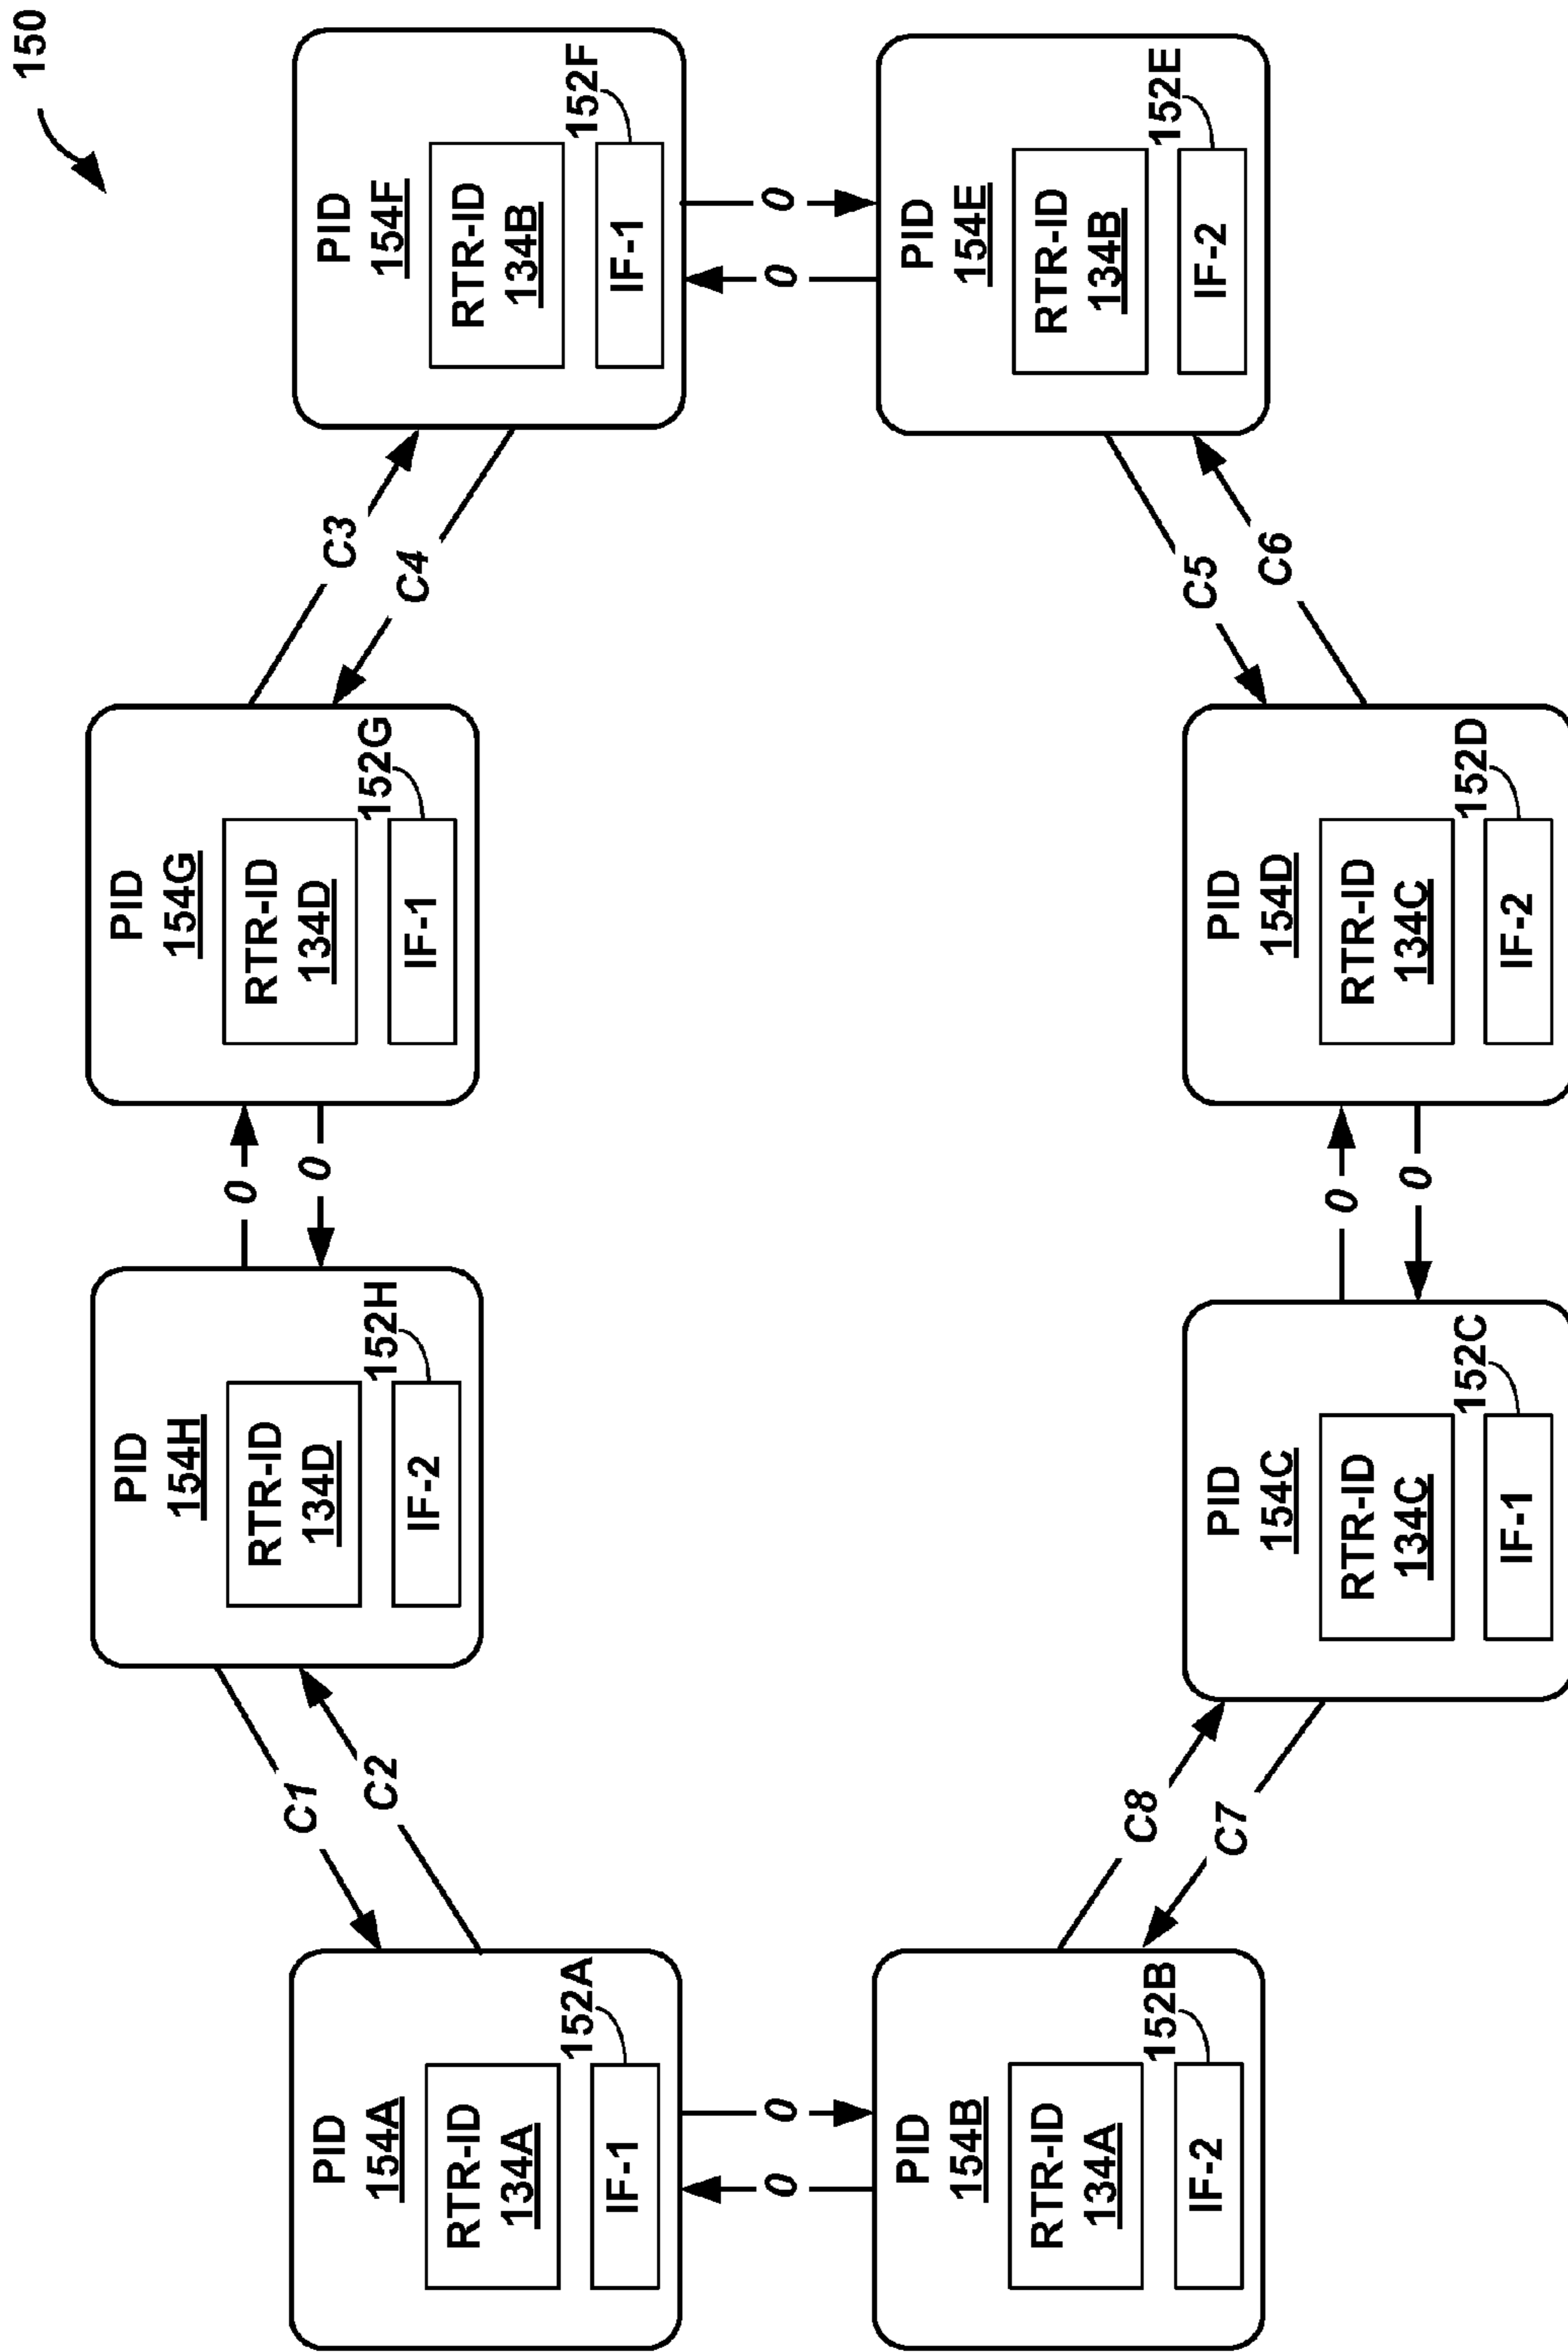 150
PID
154H
RTR-ID
134D
152H
IF-2
0
0
PID
154G
RTR-ID
134D
152G
IF-1
C1
C2
C3
C4
PID
154A
RTR-ID
134A
152A
IF-1
PID
154F
RTR-ID
134B
152F
IF-1
0
0
0
0
PID
154B
RTR-ID
134A
152B
IF-2
PID
154E
RTR-ID
134B
152E
IF-2
C8
C7
C5
C6
PID
154C
RTR-ID
134C
152C
IF-1
0
0
PID
154D
RTR-ID
134C
152D
IF-2